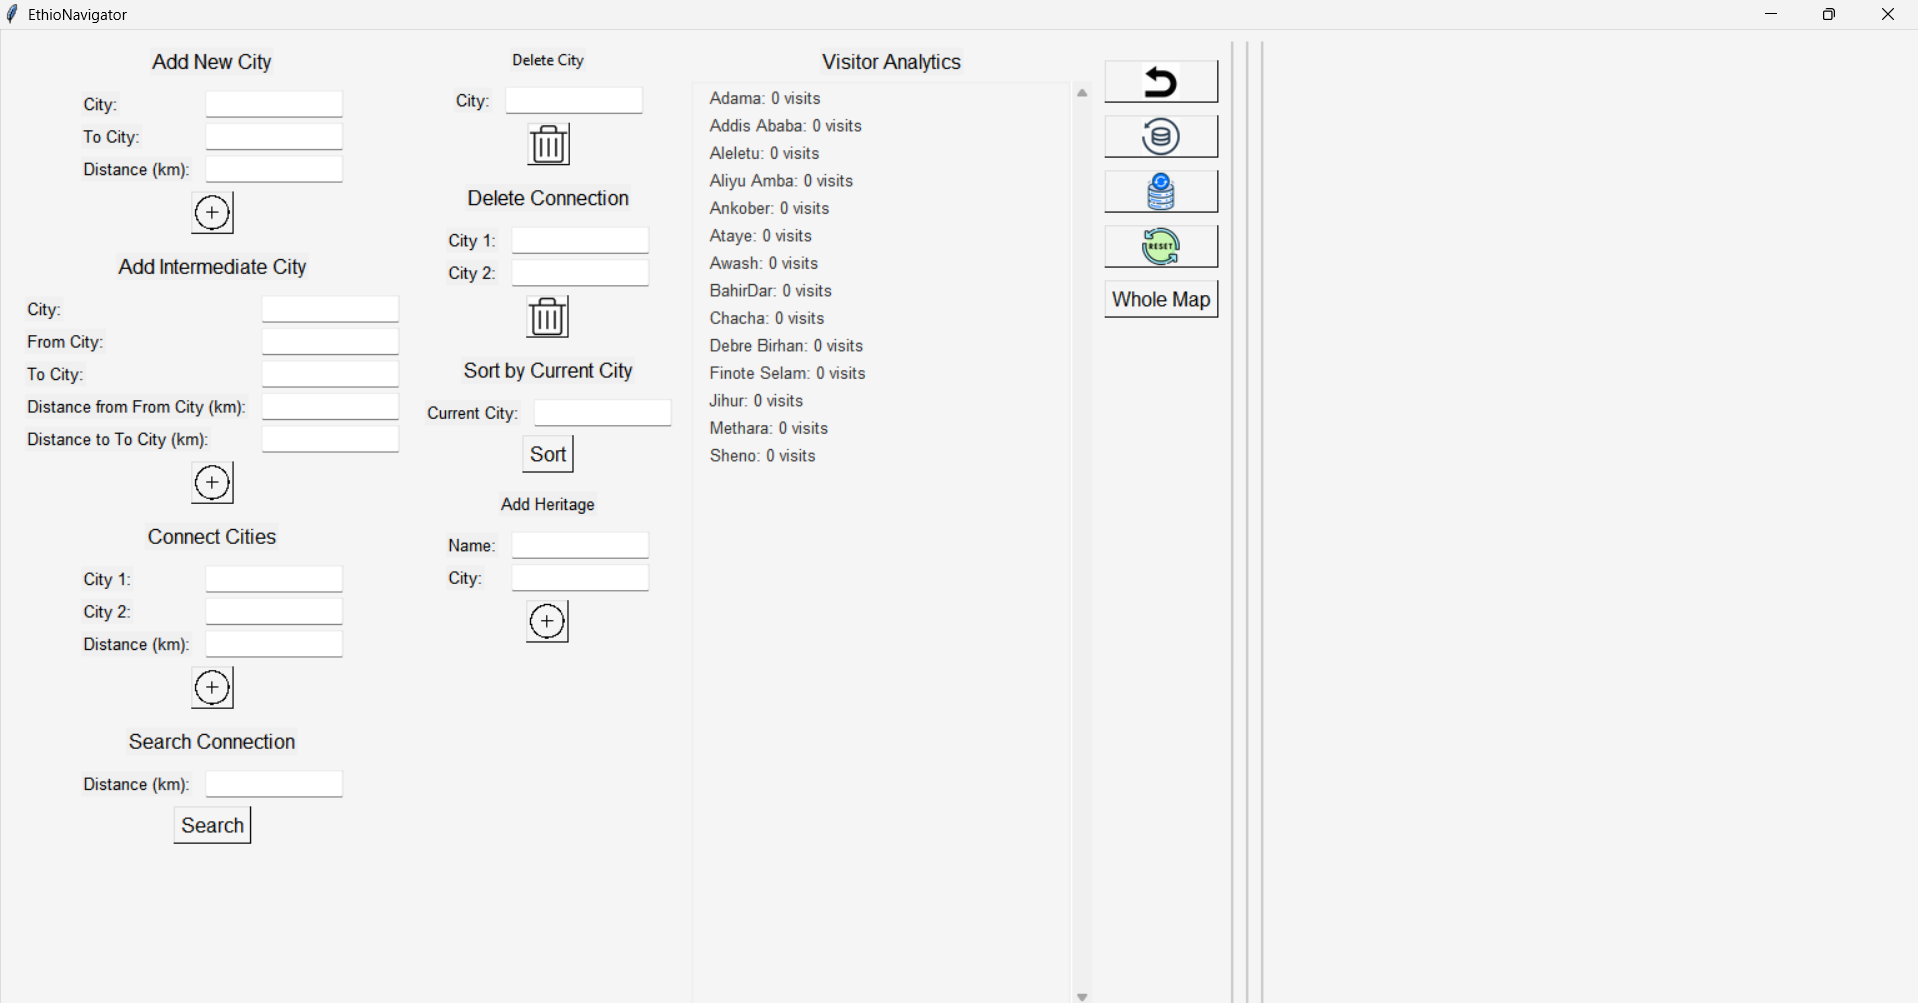 EthioNavigator
Add New City
City:
To City:
Distance (km):
Add Intermediate City
City:
From City:
To City:
Distance from From City (km):
Distance to To City (km):
Connect Cities
City 1:
City 2:
Distance (km):
Search Connection
Distance (km):
Search
Delete City
City:
Delete Connection
City 1:
City 2:
Sort by Current City
Current City:
Sort
Add Heritage
Name:
City:
Visitor Analytics
Adama: 0 visits
Addis Ababa: 0 visits
Aleletu: 0 visits
Aliyu Amba: 0 visits
Ankober: 0 visits
Ataye: 0 visits
Awash: 0 visits
BahirDar: 0 visits
Chacha: 0 visits
Debre Birhan: 0 visits
Finote Selam: 0 visits
Jihur: 0 visits
Methara: 0 visits
Sheno: 0 visits
RESET
Whole Map